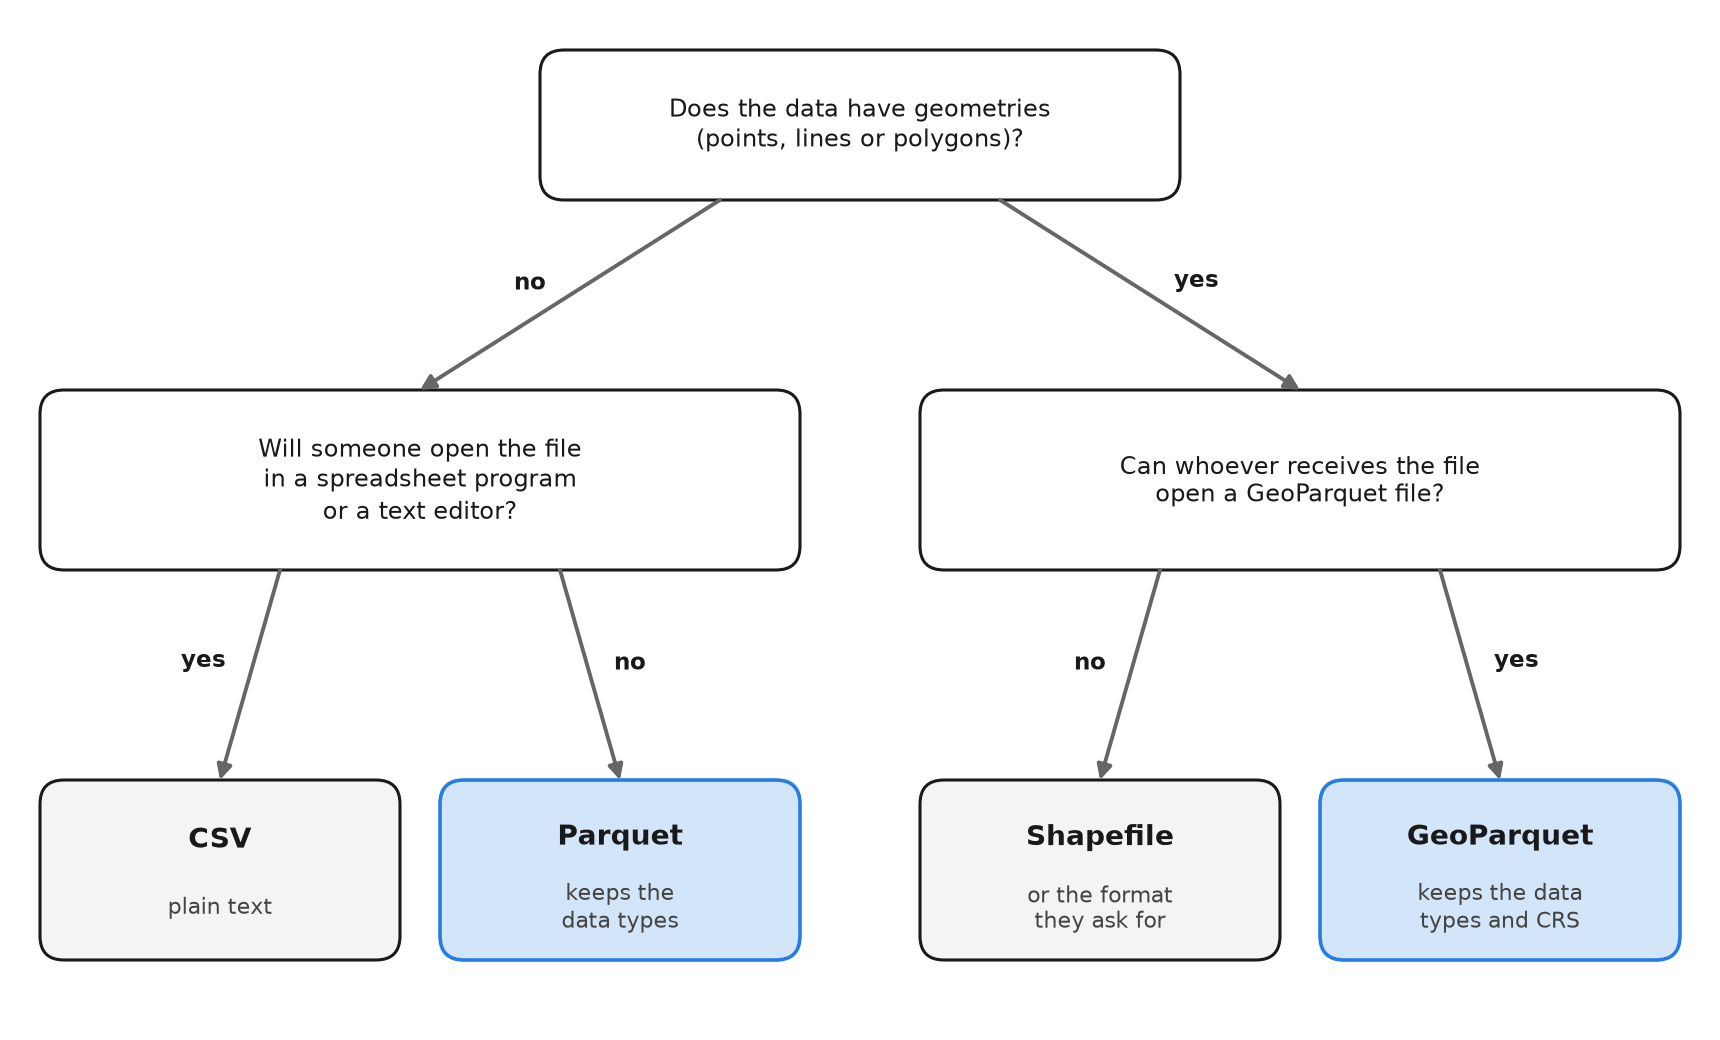 Does the data have geometries
(points, lines or polygons)?
no
yes
Will someone open the file
in a spreadsheet program
or a text editor?
Can whoever receives the file
open a GeoParquet file?
yes
no
no
yes
CSV
plain text
Parquet
keeps the
data types
Shapefile
or the format
they ask for
GeoParquet
keeps the data
types and CRS